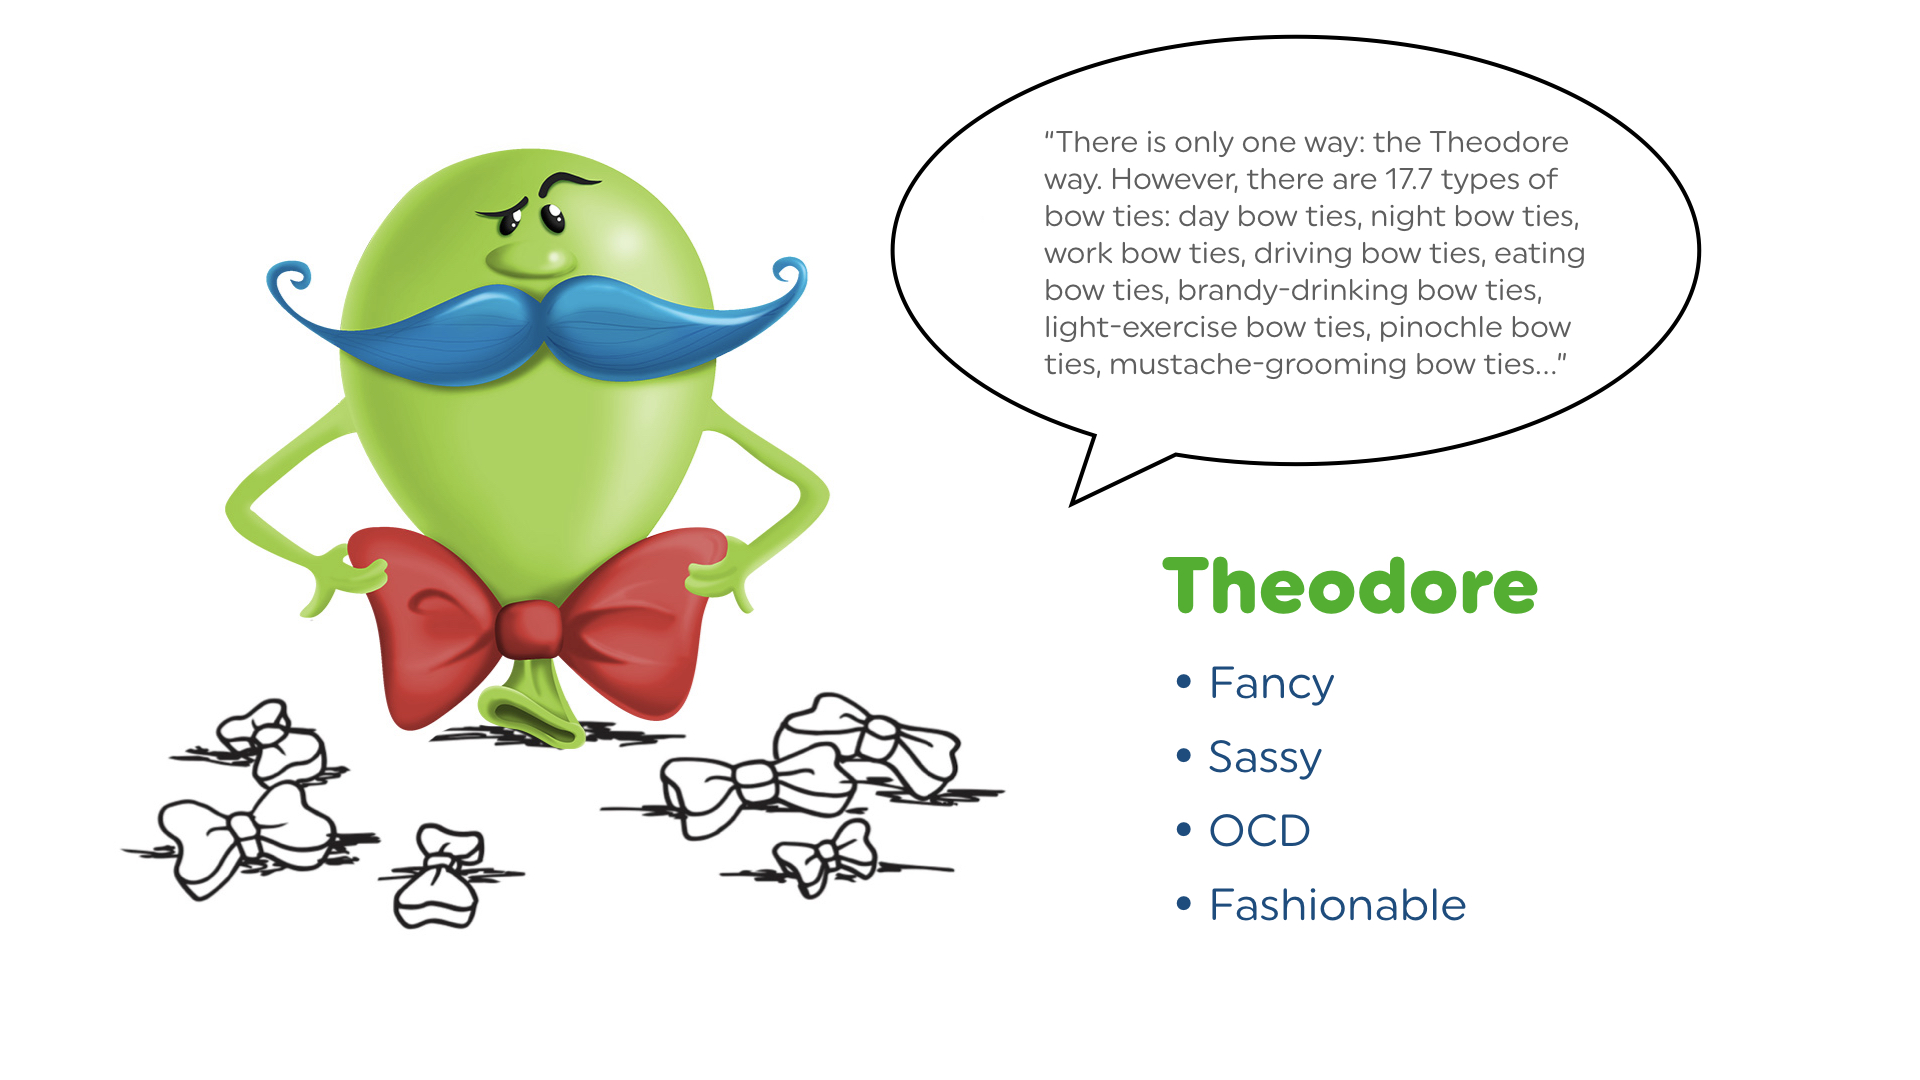 “There is only one way: the Theodore
way. However, there are 17.7 types of
bow ties: day bow ties, night bow ties,
work bow ties, driving bow ties, eating
bow ties, brandy-drinking bow ties,
light-exercise bow ties, pinochle bow
ties, mustache-grooming bow ties...”
Theodore
• Fancy
• Sassy
• OCD
• Fashionable